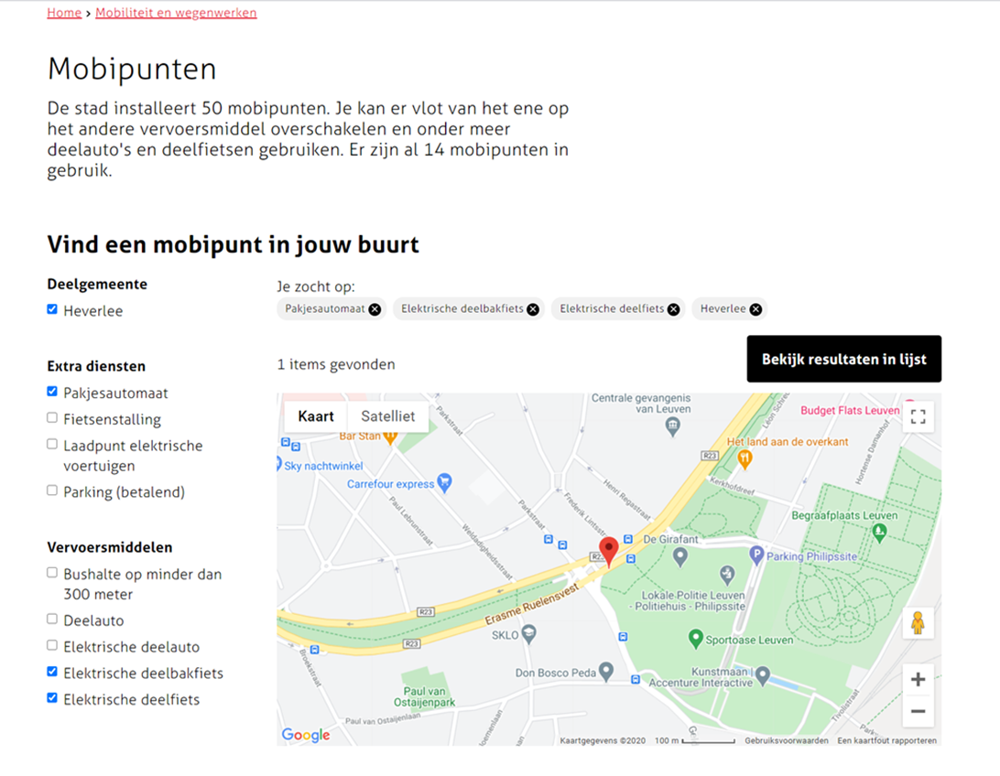 Home › Mobiliteit en wegenwerken
Mobipunten
De stad installeert 50 mobipunten. Je kan er vlot van het ene op
het andere vervoersmiddel overschakelen en onder meer
deelauto's en deelfietsen gebruiken. Er zijn al 14 mobipunten in
gebruik.
Vind een mobipunt in jouw buurt
Deelgemeente
Heverlee
Extra diensten
Pakjesautomaat
Fietsenstalling
Laadpunt elektrische
voertuigen
Parking (betalend)
Vervoersmiddelen
Bushalte op minder dan
300 meter
Deelauto
Elektrische deelauto
Elektrische deelbakfiets
Elektrische deelfiets
Je zocht op:
Pakjesautomaat Elektrische deelbakfiets Elektrische deelfiets Heverlee
1 items gevonden
Bekijk resultaten in lijst
Kaart Satelliet
Centrale gevangenis
van Leuven
Budget Flats Leuven
Parkstraat
Bar Stan
Het land aan de overkant
Hortense Damanhof
R23
Sky nachtwinkel
Carrefour express
Henri Regastraat
Kerkhofdreef
Paul Lebrunstraat
Parkstraat
Frederik Lintsstraat
Weldadigheidsstraat
Begraafplaats Leuven
De Girafant
Parking Philipssite
Lokale Politie Leuven
- Politiehuis - Philipssite
Erasme Ruelensvest
R23
SKLO
R23
Sportoase Leuven
Broekstraat
Don Bosco Peda
Kunstmaan |
Accenture Interactive
Paul van
Ostaijenpark
Paul van Ostaijenlaan
Tivolistraat
Google
Kaartgegevens ©2020 100 m Gebruiksvoorwaarden Een kaartfout rapporteren